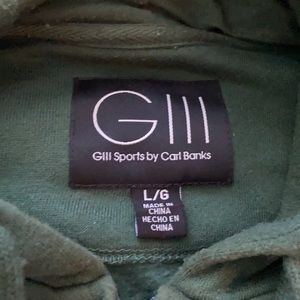 GIII
GIII Sports by Carl Banks
L/G
MADE IN
CHINA
HECHO EN
CHINA